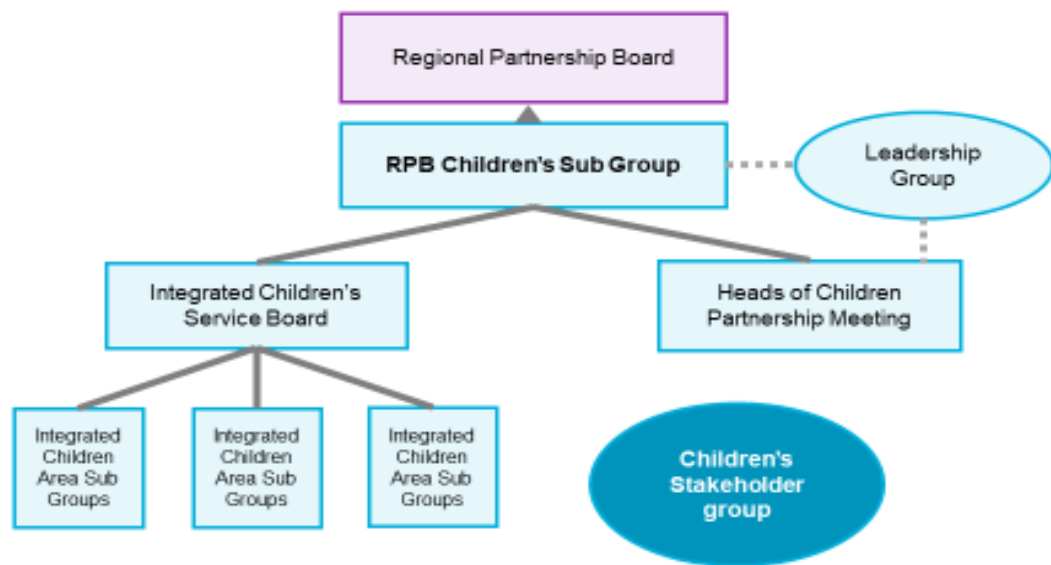 Regional Partnership Board
RPB Children's Sub Group
Leadership
Group
Integrated Children's
Service Board
Heads of Children
Partnership Meeting
Integrated
Children
Area Sub
Groups
Integrated
Children
Area Sub
Groups
Integrated
Children
Area Sub
Groups
Children's
Stakeholder
group